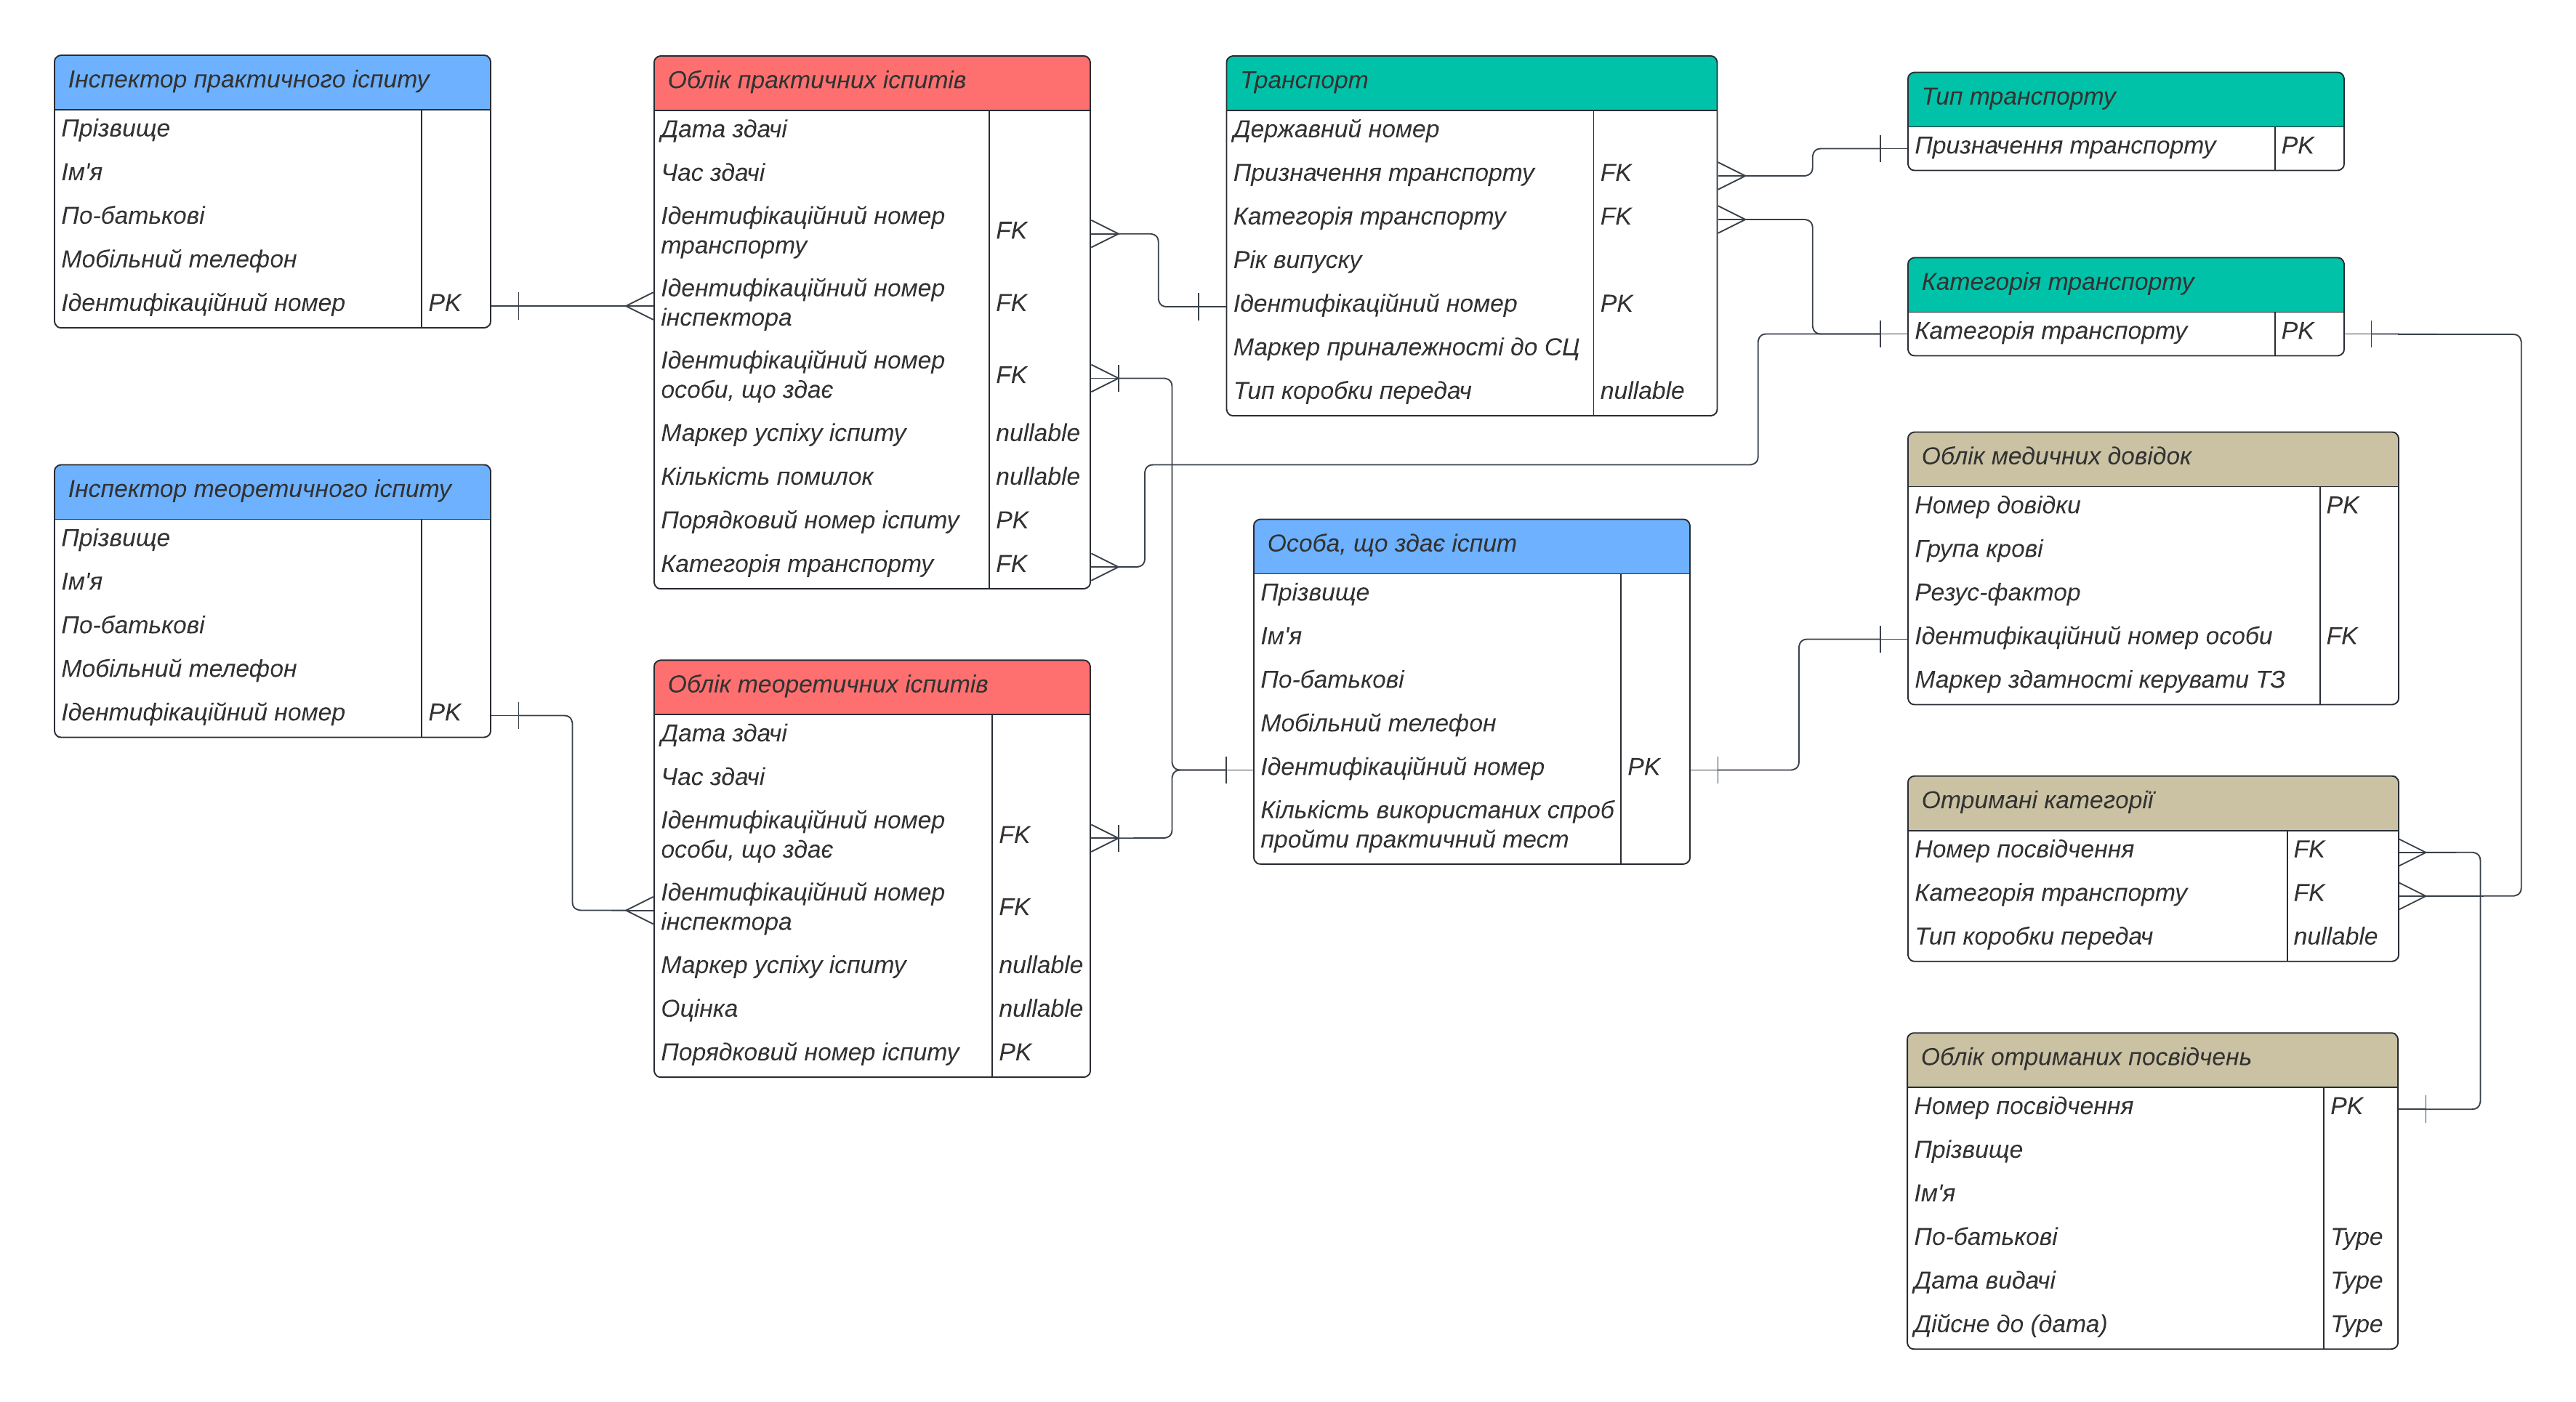 Інспектор практичного іспиту
Прізвище
Ім'я
По-батькові
Мобільний телефон
Ідентифікаційний номер PK
Інспектор теоретичного іспиту
Прізвище
Ім'я
По-батькові
Мобільний телефон
Ідентифікаційний номер PK
Облік практичних іспитів
Дата здачі
Час здачі
Ідентифікаційний номер
транспорту FK
Ідентифікаційний номер
інспектора FK
Ідентифікаційний номер
особи, що здає FK
Маркер успіху іспиту nullable
Кількість помилок nullable
Порядковий номер іспиту PK
Категорія транспорту FK
Облік теоретичних іспитів
Дата здачі
Час здачі
Ідентифікаційний номер
особи, що здає FK
Ідентифікаційний номер
інспектора FK
Маркер успіху іспиту nullable
Оцінка nullable
Порядковий номер іспиту PK
Транспорт
Державний номер
Призначення транспорту FK
Категорія транспорту FK
Рік випуску
Ідентифікаційний номер PK
Маркер приналежності до СЦ
Тип коробки передач nullable
Особа, що здає іспит
Прізвище
Ім'я
По-батькові
Мобільний телефон
Ідентифікаційний номер PK
Кількість використаних спроб
пройти практичний тест
Тип транспорту
Призначення транспорту PK
Категорія транспорту
Категорія транспорту PK
Облік медичних довідок
Номер довідки PK
Група крові
Резус-фактор
Ідентифікаційний номер особи FK
Маркер здатності керувати ТЗ
Отримані категорії
Номер посвідчення FK
Категорія транспорту FK
Тип коробки передач nullable
Облік отриманих посвідчень
Номер посвідчення PK
Прізвище
Ім'я
По-батькові Type
Дата видачі Type
Дійсне до (дата) Type